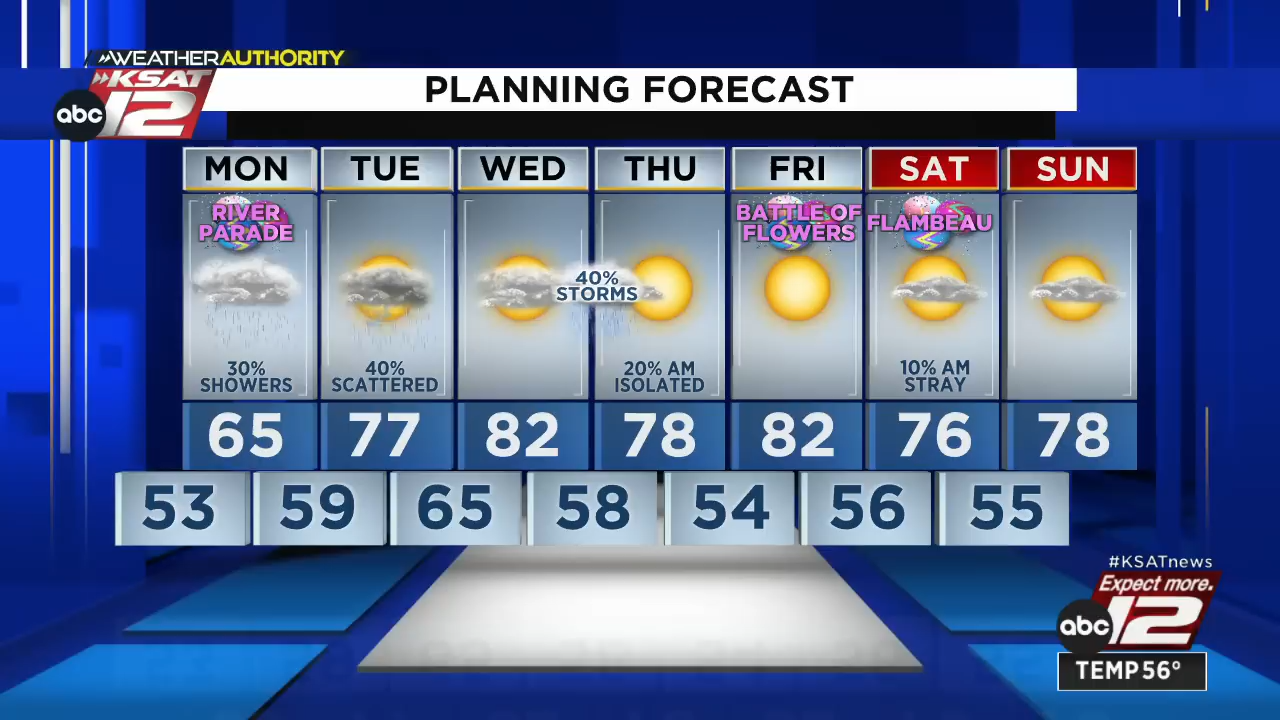 WEATHERAUTHORITY
KSAT
abc 12
PLANNING FORECAST
MON TUE WED THU FRI SAT SUN
RIVER
PARADE
BATTLE OF
FLOWERS
FLAMBEAU
40%
STORMS
30%
SHOWERS
40%
SCATTERED
20% AM
ISOLATED
10% AM
STRAY
65 77 82 78 82 76 78
53 59 65 58 54 56 55
#KSATnews
Expect more.
abc 12
TEMP 56°